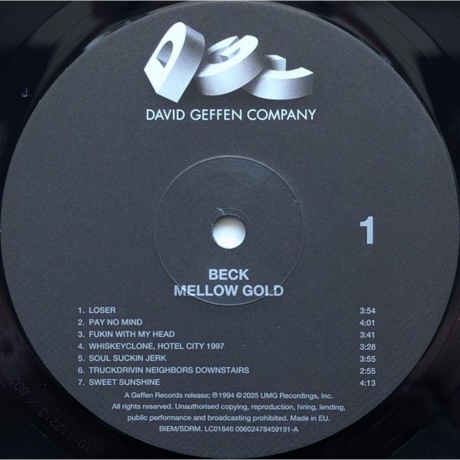 DGC
DAVID GEFFEN COMPANY
1
BECK
MELLOW GOLD
1. LOSER 3:54
2. PAY NO MIND 4:01
3. FUKIN WITH MY HEAD 3:41
4. WHISKEYCLONE, HOTEL CITY 1997 3:28
5. SOUL SUCKIN JERK 3:55
6. TRUCKDRIVIN NEIGHBORS DOWNSTAIRS 2:55
7. SWEET SUNSHINE 4:13
A Geffen Records release; ℗1994 © 2025 UMG Recordings, Inc.
All rights reserved. Unauthorised copying, reproduction, hiring, lending,
public performance and broadcasting prohibited. Made in EU.
BIEM/SDRM. LC01846 00602478459191-A